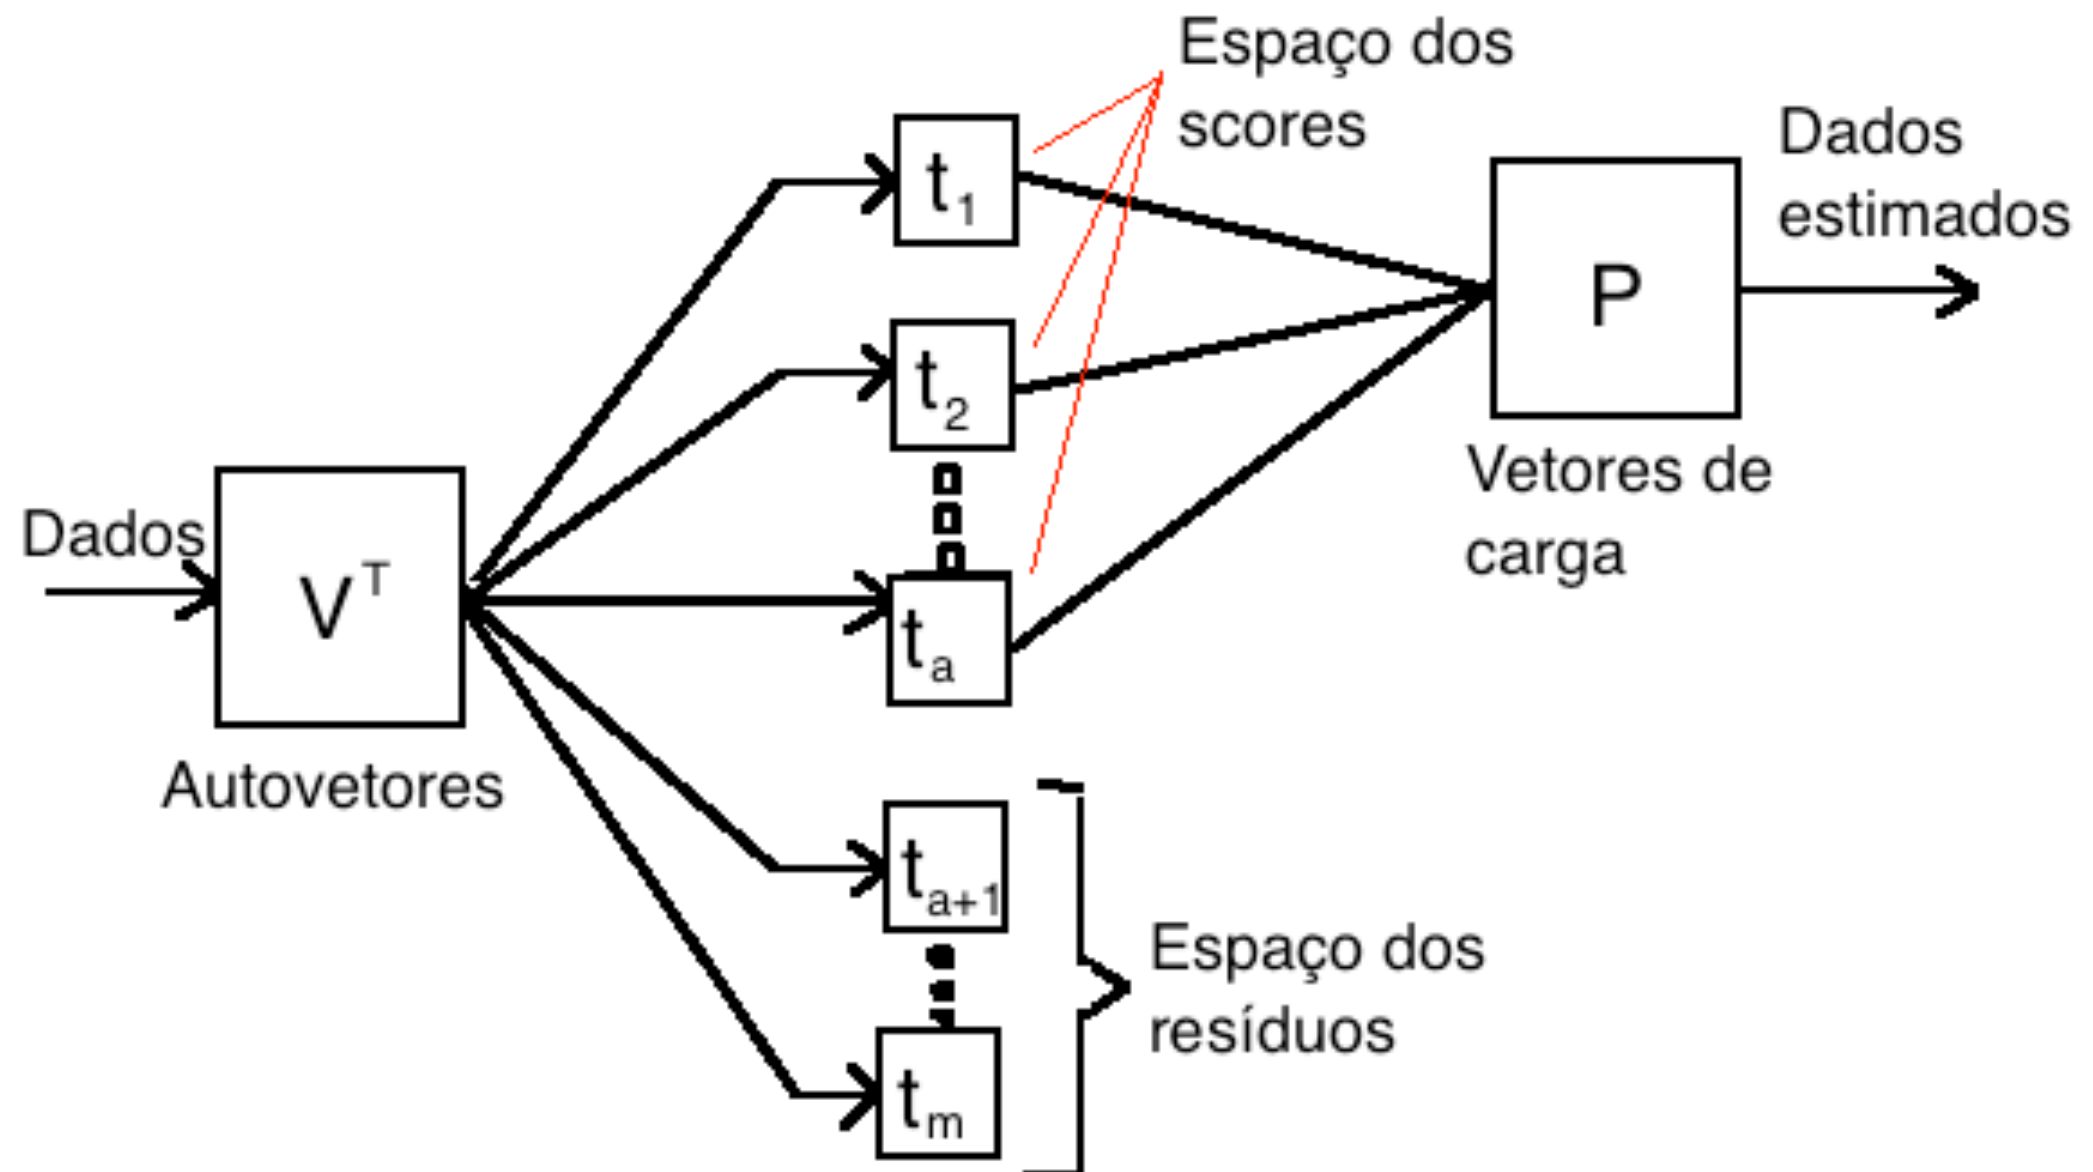 Espaço dos
scores
t1
Dados
estimados
P
t2
Vetores de
carga
Dados
V^T
ta
Autovetores
ta+1
Espaço dos
resíduos
tm